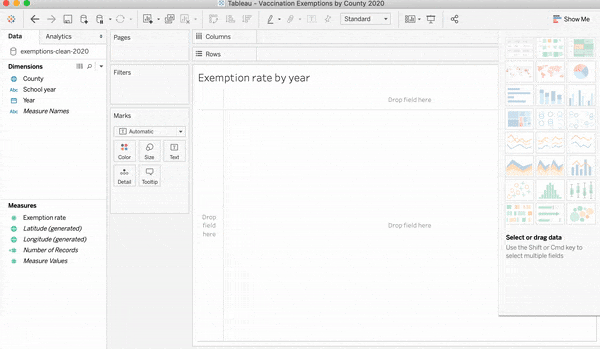 Tableau - Vaccination Exemptions by County 2020
Standard
Show Me
Data
Analytics
Pages
Columns
Rows
exemptions-clean-2020
Dimensions
County
Abc School year
Year
Abc Measure Names
Filters
Exemption rate by year
Drop field here
Marks
Automatic
Color
Size
Text
Detail
Tooltip
Measures
Exemption rate
Latitude (generated)
Longitude (generated)
Number of Records
Measure Values
Drop
field
here
Drop field here
Select or drag data
Use the Shift or Cmd key to
select multiple fields